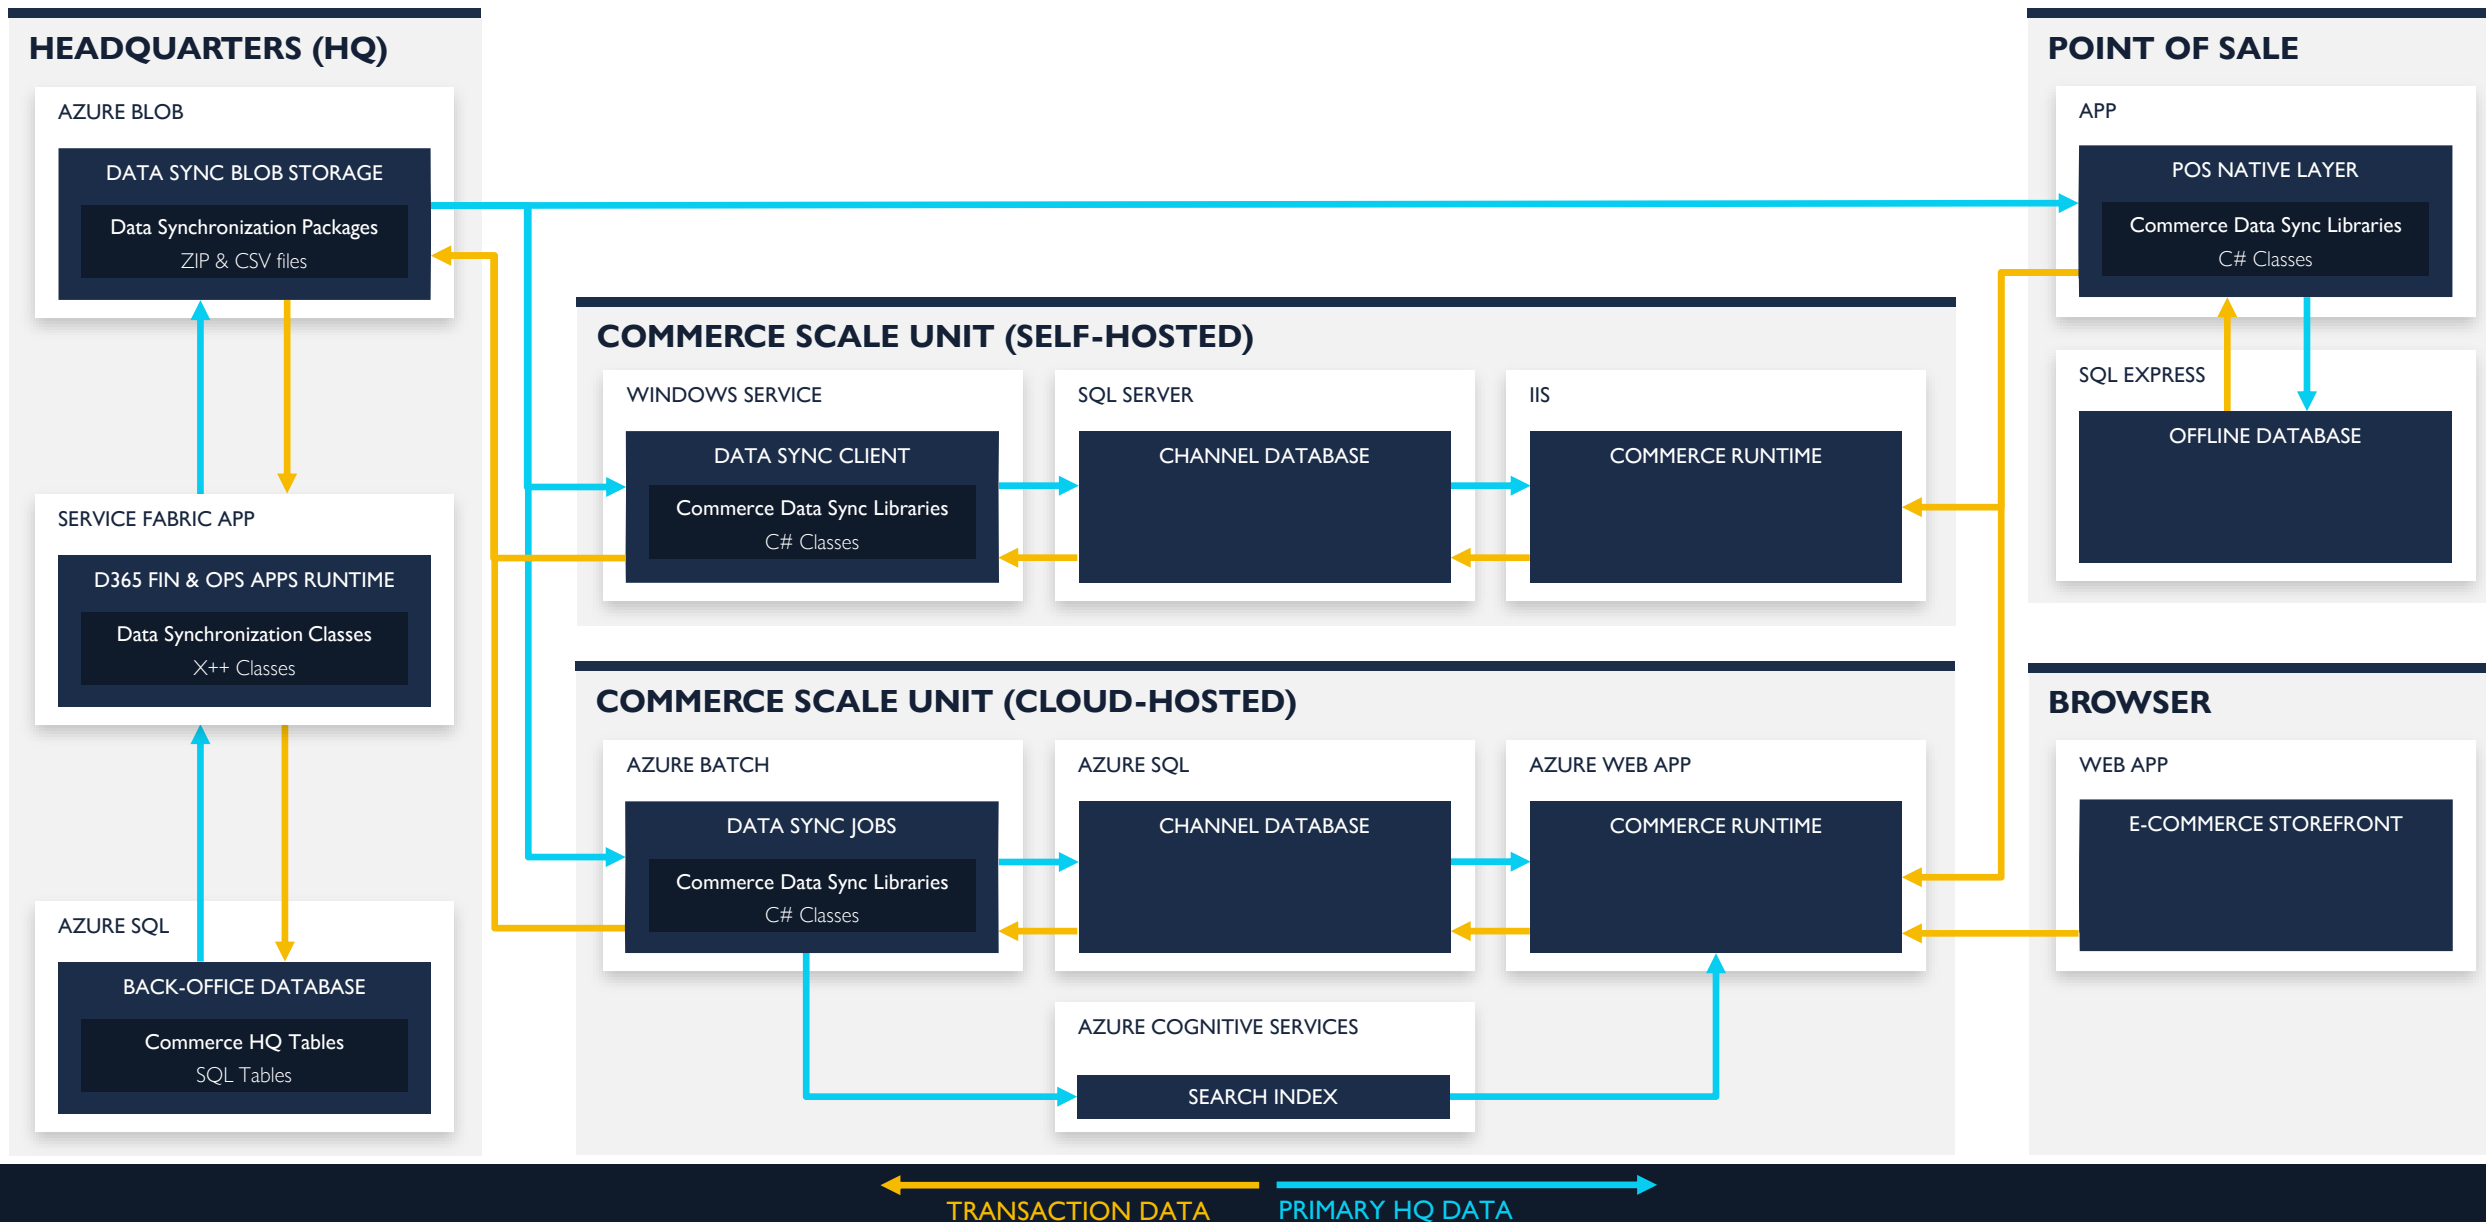 HEADQUARTERS (HQ)
AZURE BLOB
DATA SYNC BLOB STORAGE
Data Synchronization Packages
ZIP & CSV files
SERVICE FABRIC APP
D365 FIN & OPS APPS RUNTIME
Data Synchronization Classes
X++ Classes
AZURE SQL
BACK-OFFICE DATABASE
Commerce HQ Tables
SQL Tables
COMMERCE SCALE UNIT (SELF-HOSTED)
WINDOWS SERVICE
DATA SYNC CLIENT
Commerce Data Sync Libraries
C# Classes
SQL SERVER
CHANNEL DATABASE
IIS
COMMERCE RUNTIME
COMMERCE SCALE UNIT (CLOUD-HOSTED)
AZURE BATCH
DATA SYNC JOBS
Commerce Data Sync Libraries
C# Classes
AZURE SQL
CHANNEL DATABASE
AZURE WEB APP
COMMERCE RUNTIME
AZURE COGNITIVE SERVICES
SEARCH INDEX
POINT OF SALE
APP
POS NATIVE LAYER
Commerce Data Sync Libraries
C# Classes
SQL EXPRESS
OFFLINE DATABASE
BROWSER
WEB APP
E-COMMERCE STOREFRONT
TRANSACTION DATA
PRIMARY HQ DATA